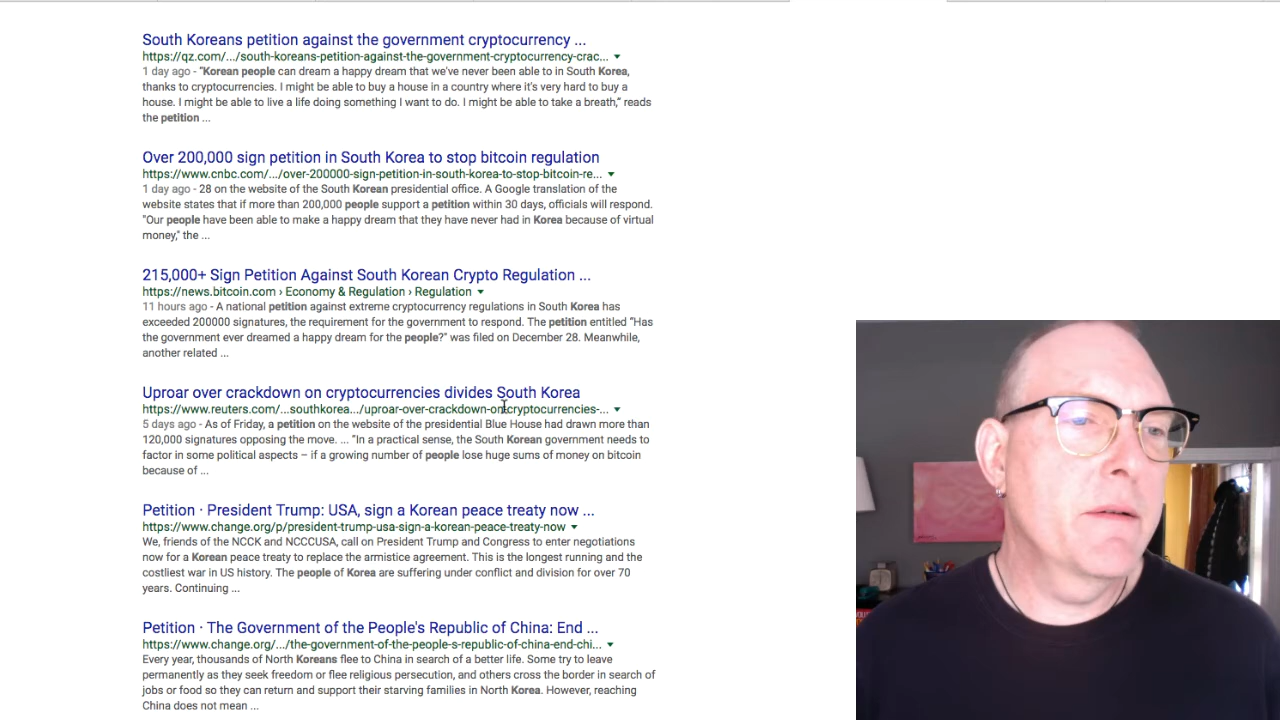 South Koreans petition against the government cryptocurrency ...
https://qz.com/.../south-koreans-petition-against-the-government-cryptocurrency-crac...
1 day ago - "Korean people can dream a happy dream that we've never been able to in South Korea,
thanks to cryptocurrencies. I might be able to buy a house in a country where it's very hard to buy a
house. I might be able to live a life doing something I want to do. I might be able to take a breath," reads
the petition ...
Over 200,000 sign petition in South Korea to stop bitcoin regulation
https://www.cnbc.com/.../over-200000-sign-petition-in-south-korea-to-stop-bitcoin-re...
1 day ago - 28 on the website of the South Korean presidential office. A Google translation of the
website states that if more than 200,000 people support a petition within 30 days, officials will respond.
"Our people have been able to make a happy dream that they have never had in Korea because of virtual
money," the ...
215,000+ Sign Petition Against South Korean Crypto Regulation ...
https://news.bitcoin.com › Economy & Regulation › Regulation
11 hours ago - A national petition against extreme cryptocurrency regulations in South Korea has
exceeded 200000 signatures, the requirement for the government to respond. The petition entitled "Has
the government ever dreamed a happy dream for the people?" was filed on December 28. Meanwhile,
another related ...
Uproar over crackdown on cryptocurrencies divides South Korea
https://www.reuters.com/...southkorea.../uproar-over-crackdown-on-cryptocurrencies-...
5 days ago - As of Friday, a petition on the website of the presidential Blue House had drawn more than
120,000 signatures opposing the move. ... "In a practical sense, the South Korean government needs to
factor in some political aspects – if a growing number of people lose huge sums of money on bitcoin
because of ...
Petition · President Trump: USA, sign a Korean peace treaty now ...
https://www.change.org/p/president-trump-usa-sign-a-korean-peace-treaty-now
We, friends of the NCCK and NCCCUSA, call on President Trump and Congress to enter negotiations
now for a Korean peace treaty to replace the armistice agreement. This is the longest running and the
costliest war in US history. The people of Korea are suffering under conflict and division for over 70
years. Continuing ...
Petition · The Government of the People's Republic of China: End ...
https://www.change.org/.../the-government-of-the-people-s-republic-of-china-end-chi...
Every year, thousands of North Koreans flee to China in search of a better life. Some try to leave
permanently as they seek freedom or flee religious persecution, and others cross the border in search of
jobs or food so they can return and support their starving families in North Korea. However, reaching
China does not mean ...